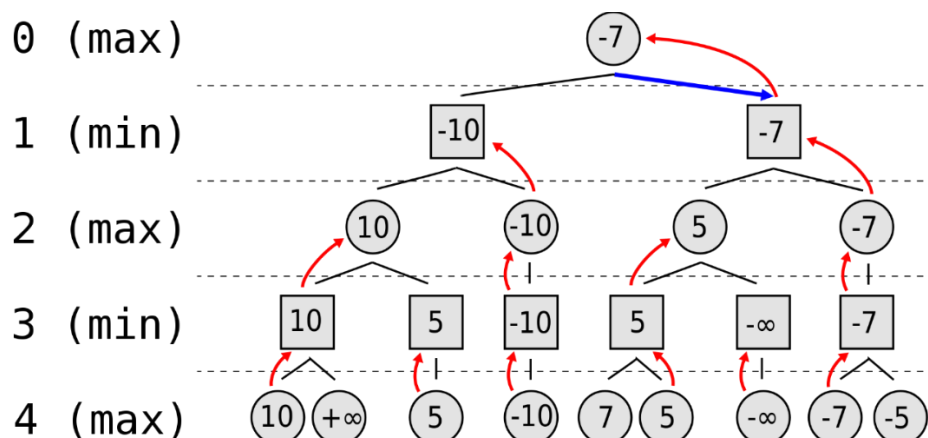 0 (max) -7
1 (min) -10 -7
2 (max) 10 -10 5 -7
3 (min) 10 5 -10 5 -∞ -7
4 (max) 10 +∞ 5 -10 7 5 -∞ -7 -5